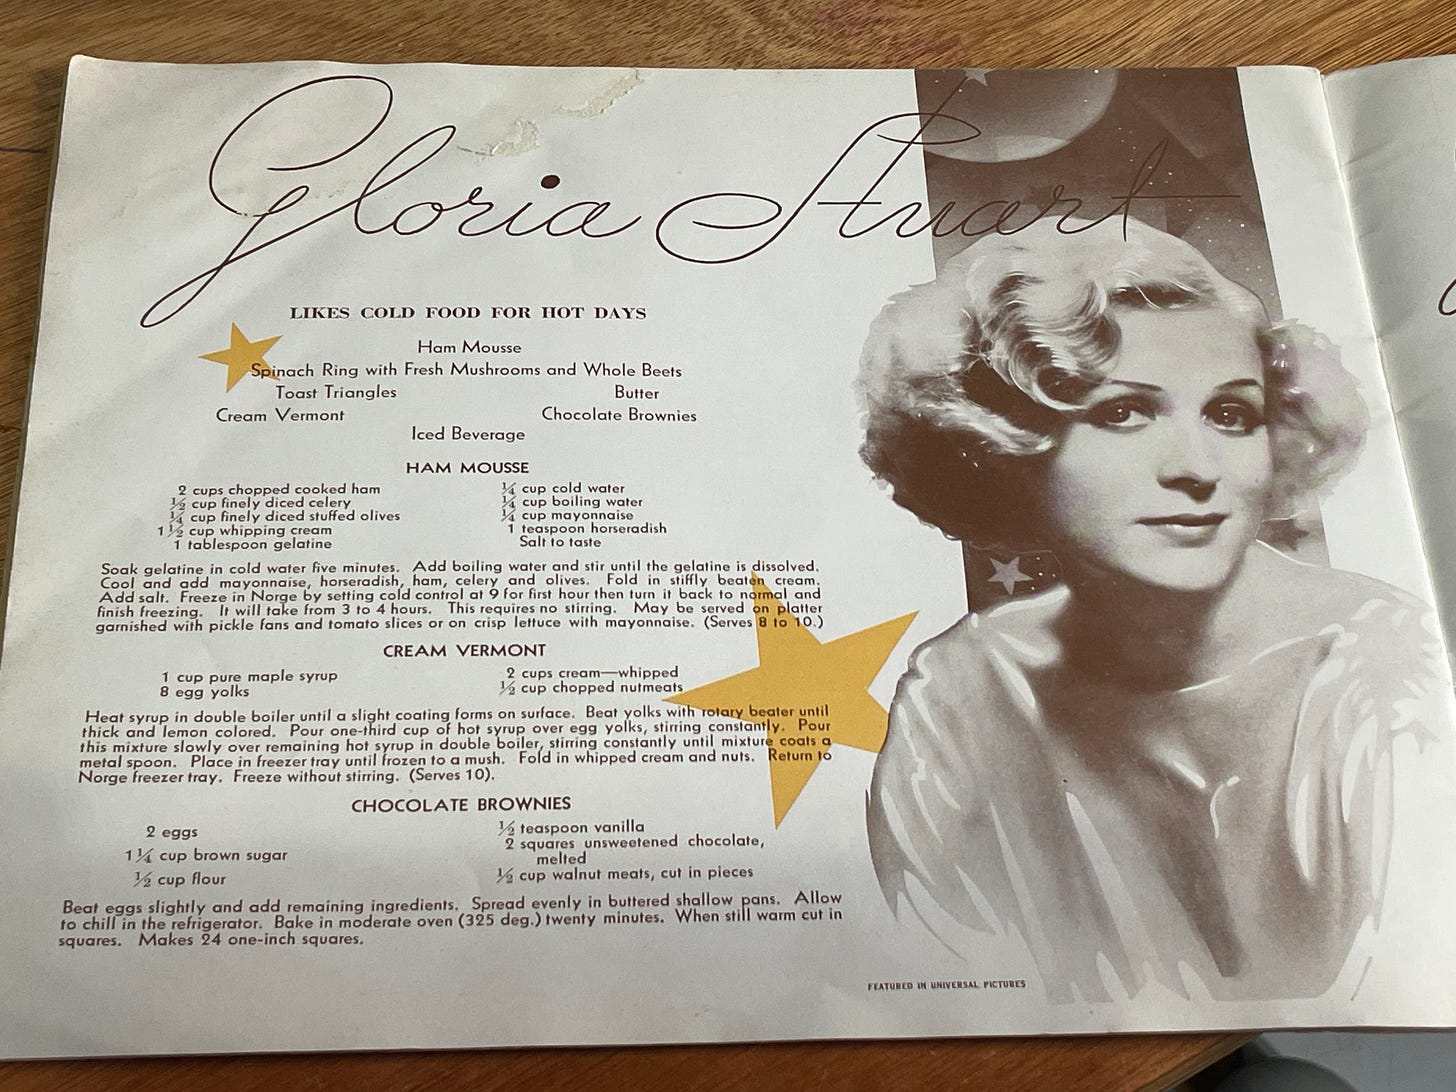 Gloria Stuart
LIKES COLD FOOD FOR HOT DAYS
Ham Mousse
Spinach Ring with Fresh Mushrooms and Whole Beets
Toast Triangles Butter
Cream Vermont Chocolate Brownies
Iced Beverage
HAM MOUSSE
2 cups chopped cooked ham
½ cup finely diced celery
¼ cup finely diced stuffed olives
1½ cup whipping cream
1 tablespoon gelatine
¼ cup cold water
¼ cup boiling water
¼ cup mayonnaise
1 teaspoon horseradish
Salt to taste
Soak gelatine in cold water five minutes. Add boiling water and stir until the gelatine is dissolved.
Cool and add mayonnaise, horseradish, ham, celery and olives. Fold in stiffly beaten cream.
Add salt. Freeze in Norge by setting cold control at 9 for first hour then turn it back to normal and
finish freezing. It will take from 3 to 4 hours. This requires no stirring. May be served on platter
garnished with pickle fans and tomato slices or on crisp lettuce with mayonnaise. (Serves 8 to 10.)
CREAM VERMONT
1 cup pure maple syrup
8 egg yolks
2 cups cream—whipped
½ cup chopped nutmeats
Heat syrup in double boiler until a slight coating forms on surface. Beat yolks with rotary beater until
thick and lemon colored. Pour one-third cup of hot syrup over egg yolks, stirring constantly. Pour
this mixture slowly over remaining hot syrup in double boiler, stirring constantly until mixture coats a
metal spoon. Place in freezer tray until frozen to a mush. Fold in whipped cream and nuts. Return to
Norge freezer tray. Freeze without stirring. (Serves 10).
CHOCOLATE BROWNIES
2 eggs
1¼ cup brown sugar
½ cup flour
½ teaspoon vanilla
2 squares unsweetened chocolate,
melted
½ cup walnut meats, cut in pieces
Beat eggs slightly and add remaining ingredients. Spread evenly in buttered shallow pans. Allow
to chill in the refrigerator. Bake in moderate oven (325 deg.) twenty minutes. When still warm cut in
squares. Makes 24 one-inch squares.
FEATURED IN UNIVERSAL PICTURES